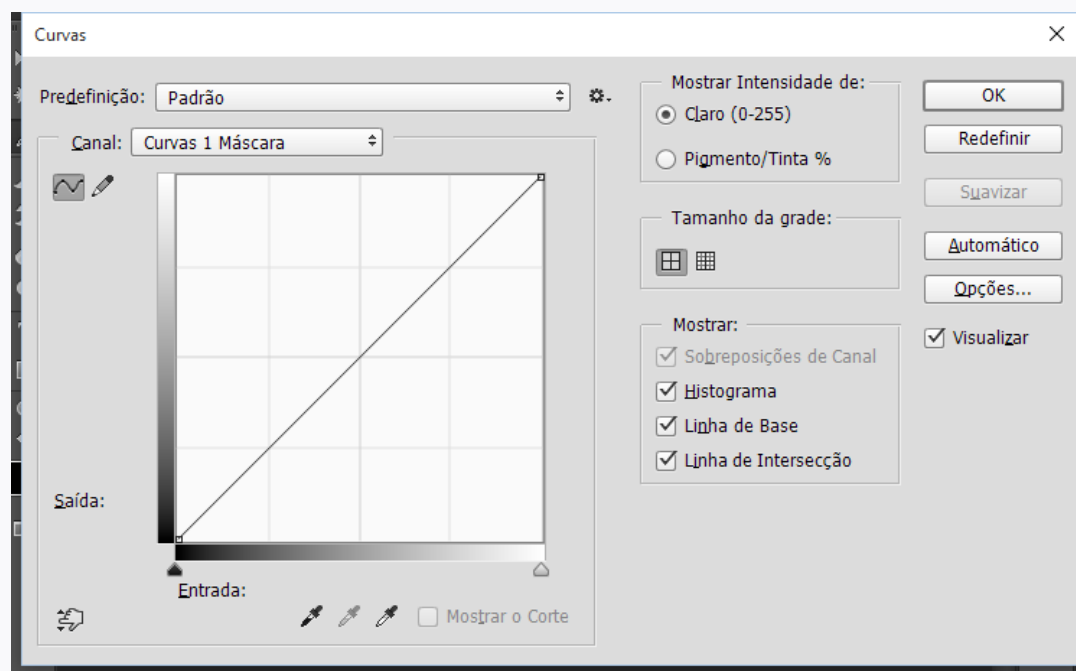 Curvas
Predefinição: Padrão
Canal: Curvas 1 Máscara
Saída:
Entrada:
Mostrar o Corte
Mostrar Intensidade de:
Claro (0-255)
Pigmento/Tinta %
Tamanho da grade:
Mostrar:
Sobreposições de Canal
Histograma
Linha de Base
Linha de Intersecção
OK
Redefinir
Suavizar
Automático
Opções...
Visualizar